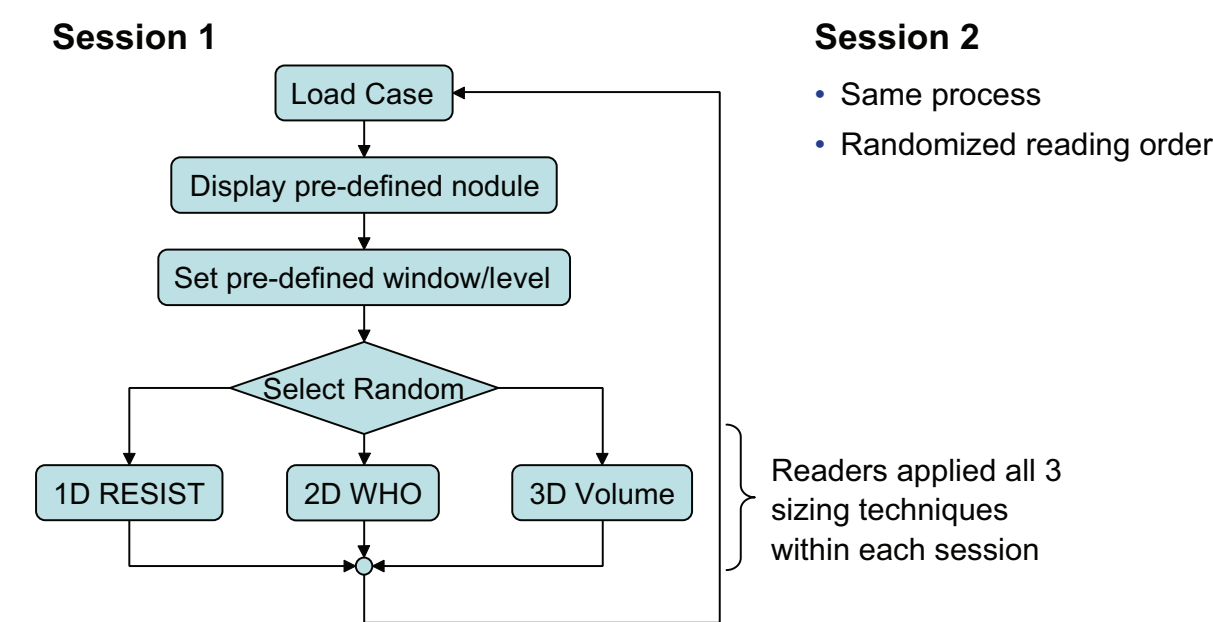 Session 1
Load Case
Display pre-defined nodule
Set pre-defined window/level
Select Random
1D RESIST
2D WHO
3D Volume
Session 2
• Same process
• Randomized reading order
Readers applied all 3
sizing techniques
within each session